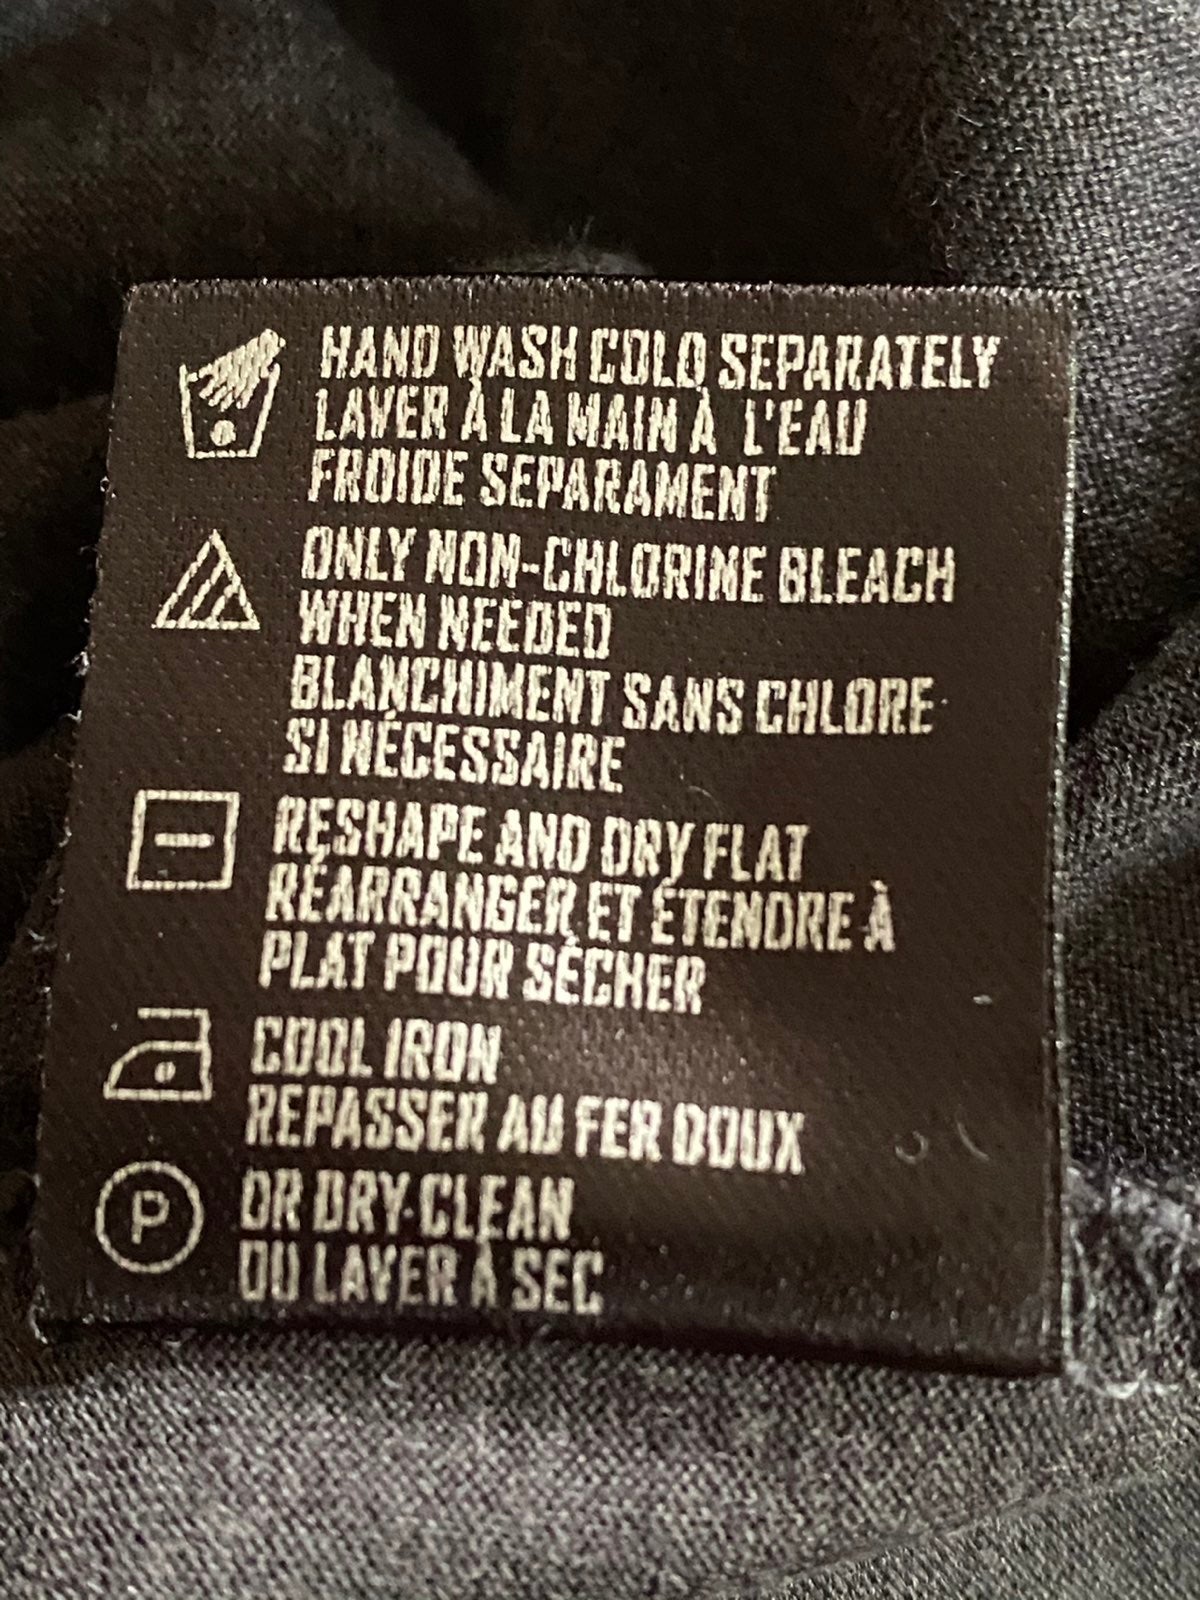 HAND WASH COLD SEPARATELY
LAVER À LA MAIN À L'EAU
FROIDE SEPARAMENT
ONLY NON-CHLORINE BLEACH
WHEN NEEDED
BLANCHIMENT SANS CHLORE
SI NÉCESSAIRE
RESHAPE AND DRY FLAT
RÉARRANGER ET ÉTENDRE À
PLAT POUR SÉCHER
COOL IRON
REPASSER AU FER DOUX
P OR DRY-CLEAN
OU LAVER À SEC